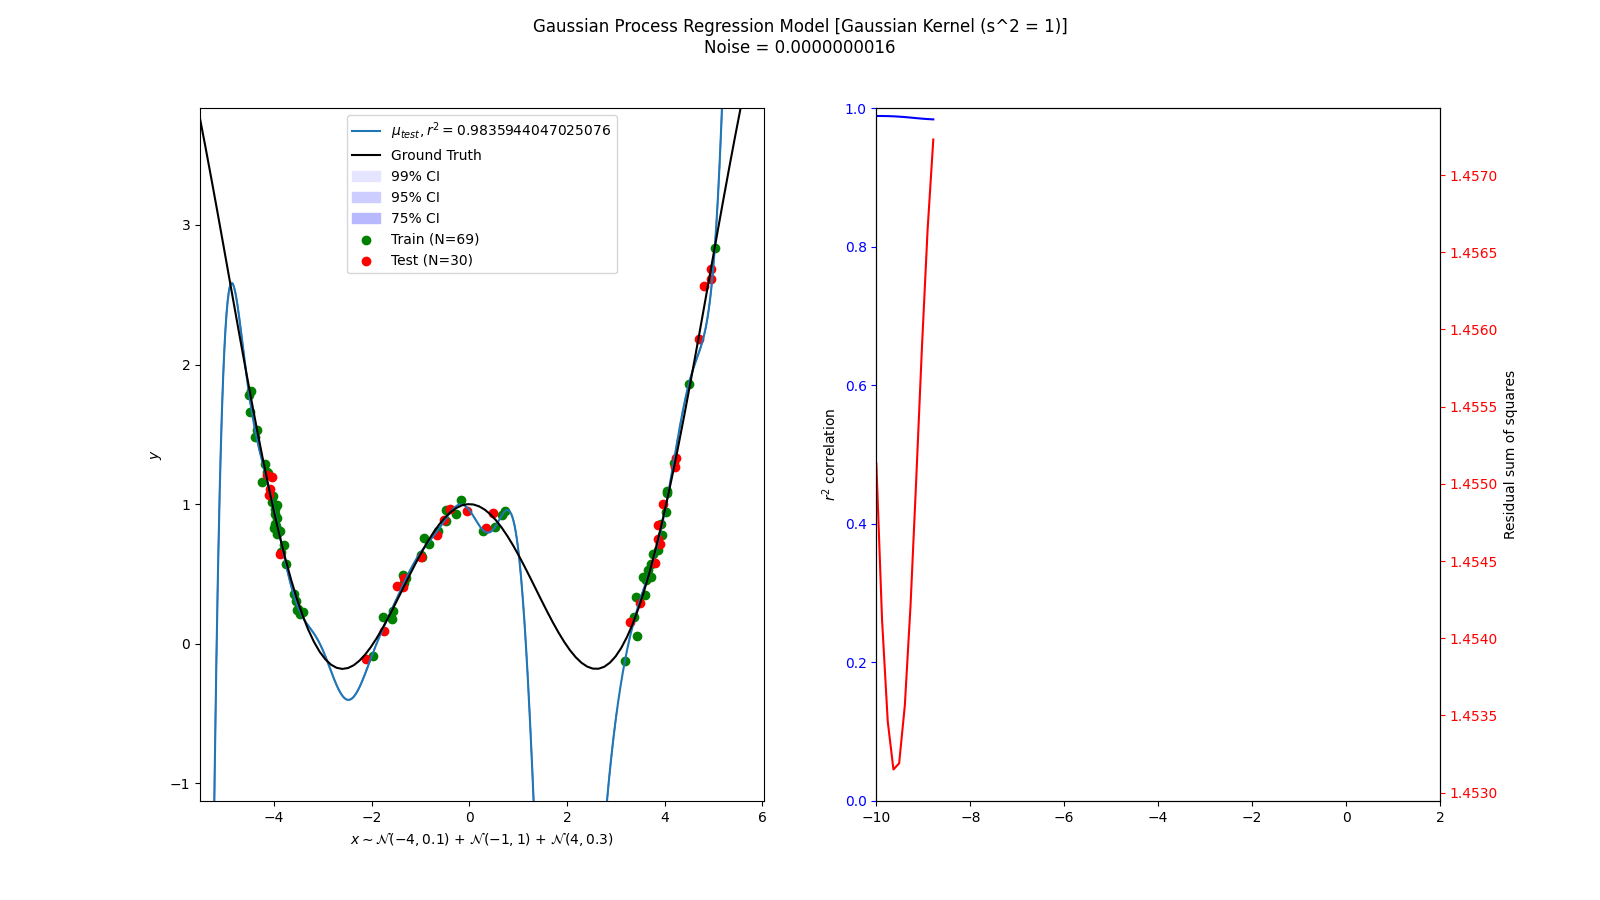 Gaussian Process Regression Model [Gaussian Kernel (s^2 = 1)]
Noise = 0.0000000016
μ_test, r² = 0.9835944047025076
Ground Truth
99% CI
95% CI
75% CI
Train (N=69)
Test (N=30)
y
3
2
1
0
−1
−4
−2
0
2
4
6
x ∼ 𝒩(−4, 0.1) + 𝒩(−1, 1) + 𝒩(4, 0.3)
r² correlation
1.0
0.8
0.6
0.4
0.2
0.0
−10
−8
−6
−4
−2
0
2
1.4570
1.4565
1.4560
1.4555
1.4550
1.4545
1.4540
1.4535
1.4530
Residual sum of squares